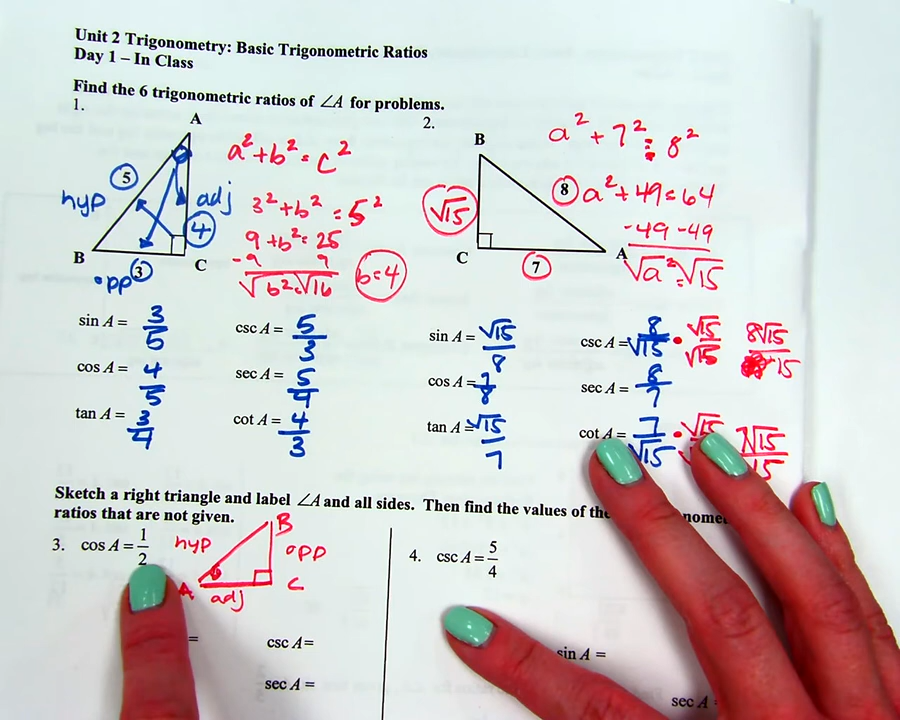 Unit 2 Trigonometry: Basic Trigonometric Ratios
Day 1 – In Class
Find the 6 trigonometric ratios of ∠A for problems.
1.
A
5
hyp
adj
4
B
C
opp
3
a² + b² = c²
3² + b² = 5²
9 + b² = 25
-9 9
√b² = √16
b = 4
sin A = 3/5
csc A = 5/3
cos A = 4/5
sec A = 5/4
tan A = 3/4
cot A = 4/3
2.
B
8
√15
C
7
A
a² + 7² = 8²
a² + 49 = 64
-49 -49
√a² = √15
sin A = √15/8
csc A = 8/√15 • √15/√15 8√15/15
cos A = 7/8
sec A = 8/7
tan A = √15/7
cot A = 7/√15 • √15 7√15/15
Sketch a right triangle and label ∠A and all sides. Then find the values of the
ratios that are not given.
3. cos A = 1/2
hyp
B
opp
A
adj
C
=
csc A=
sec A =
4. csc A = 5/4
sin A =
sec A